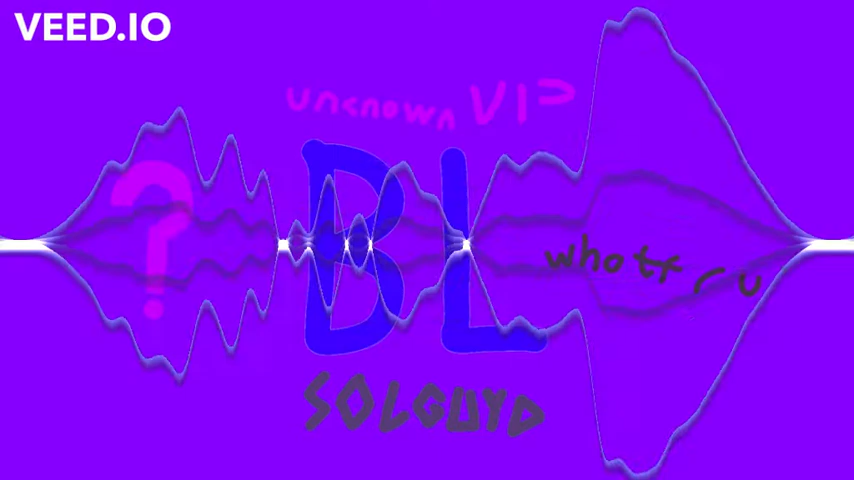 VEED.IO
uncnown VIP
?
BL
whotf r u
SOLGUYD